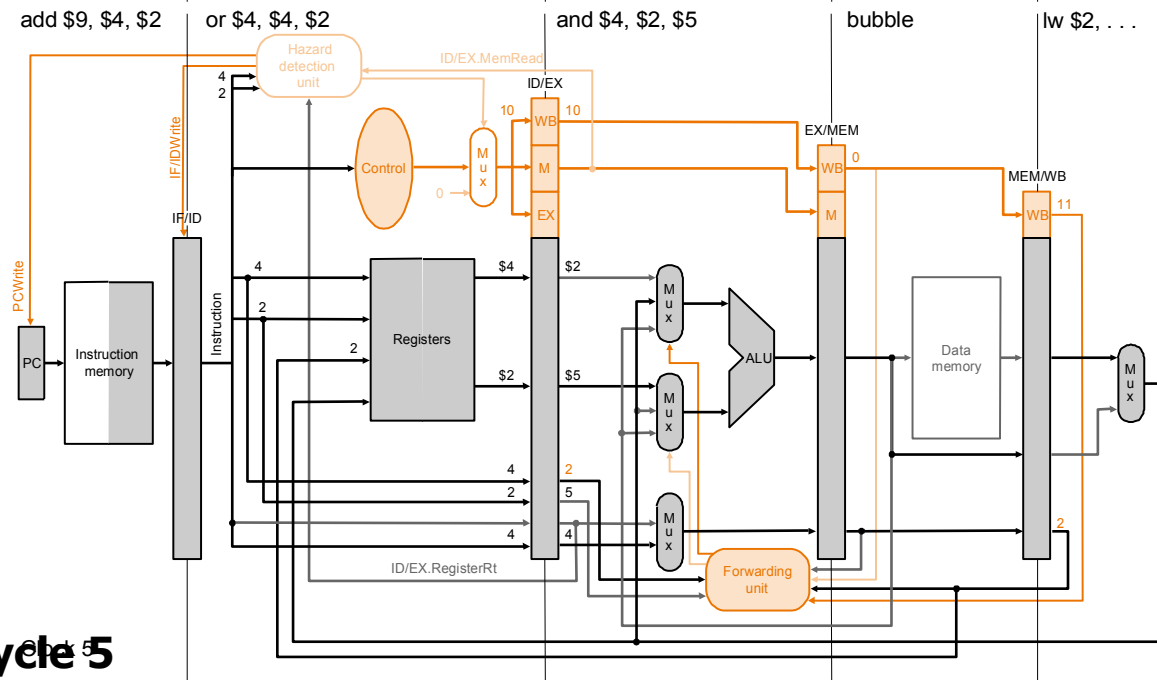 add $9, $4, $2
or $4, $4, $2
and $4, $2, $5
bubble
lw $2, . . .
Hazard
detection
unit
ID/EX.MemRead
4
2
ID/EX
10
WB
10
EX/MEM
IF/IDWrite
Control
M
u
x
M
WB
0
MEM/WB
0
EX
M
WB
11
IF/ID
PCWrite
4
$4
$2
M
u
x
2
Instruction
PC
Instruction
memory
Registers
2
ALU
Data
memory
M
u
x
$2
$5
M
u
x
4
2
2
5
M
u
x
4
4
2
ID/EX.RegisterRt
Forwarding
unit
Clock 5
ycle 5